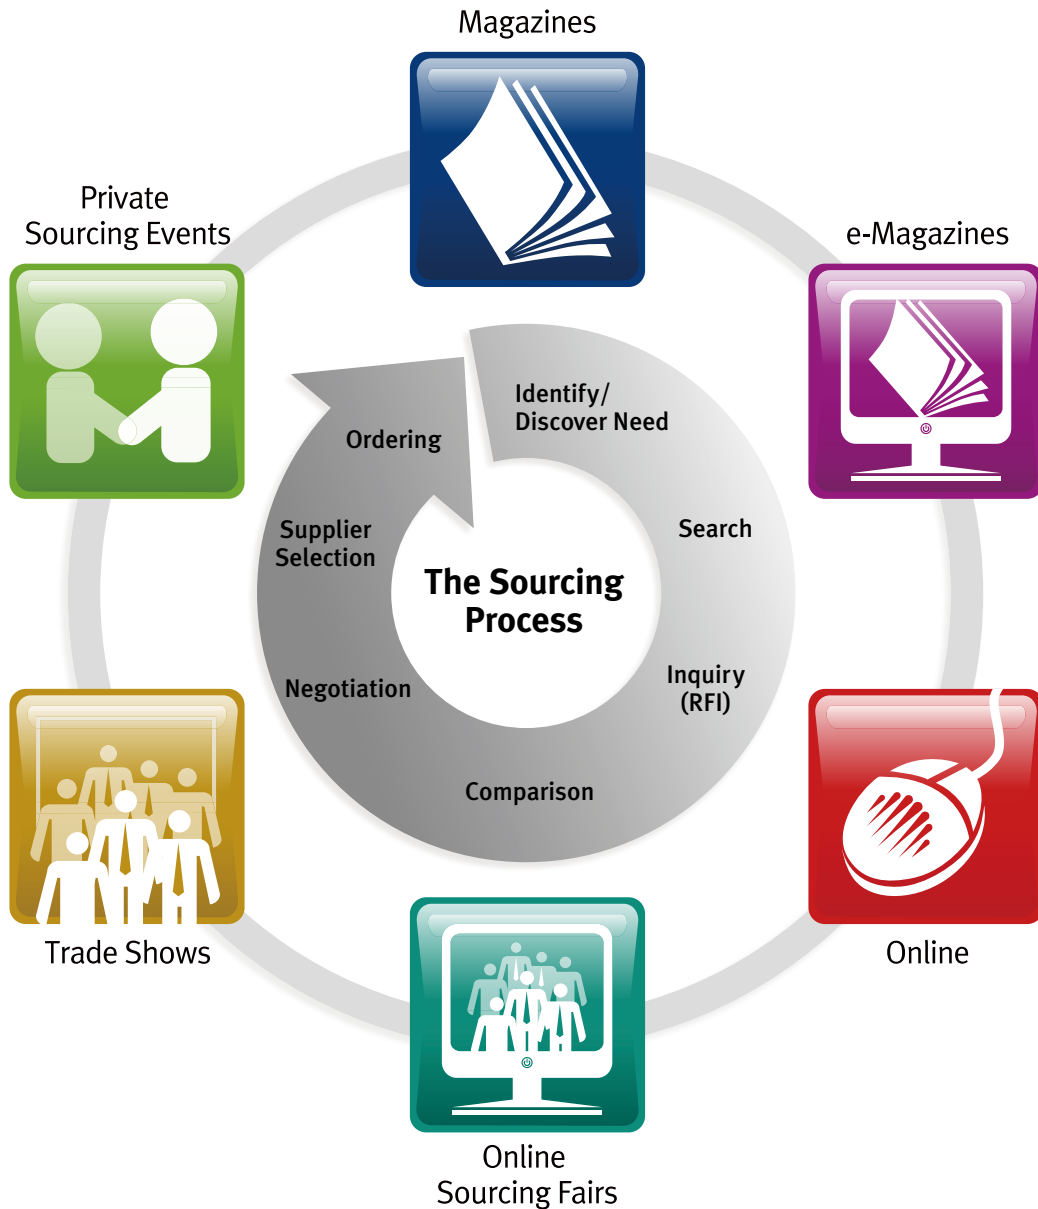 Magazines
Private
Sourcing Events
e-Magazines
Identify/
Discover Need
Ordering
Search
Supplier
Selection
The Sourcing
Process
Inquiry
(RFI)
Negotiation
Comparison
Trade Shows
Online
Online
Sourcing Fairs